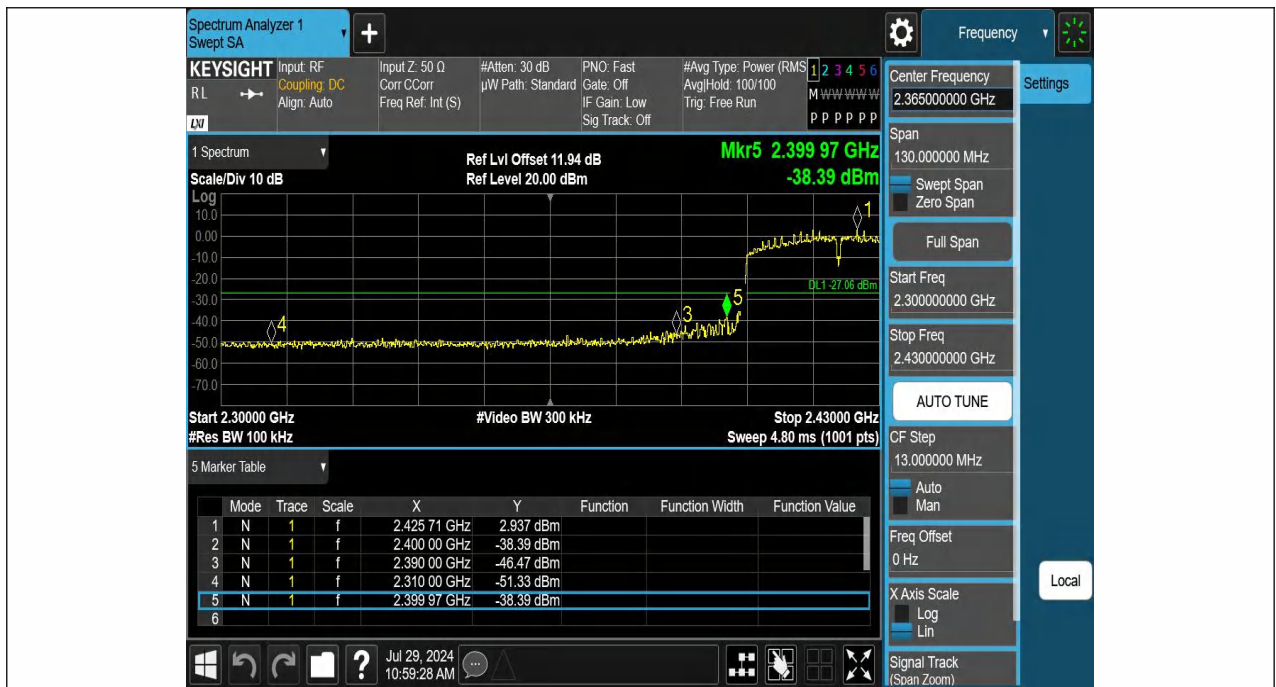 Spectrum Analyzer 1
Swept SA
+
Frequency
KEYSIGHT
RL
LXI
Input: RF
Coupling: DC
Align: Auto
Input Z: 50 Ω
Corr CCorr
Freq Ref: Int (S)
#Atten: 30 dB
µW Path: Standard
PNO: Fast
Gate: Off
IF Gain: Low
Sig Track: Off
#Avg Type: Power (RMS
Avg|Hold: 100/100
Trig: Free Run
1 2 3 4 5 6
M W W W W W
P P P P P P
1 Spectrum
Scale/Div 10 dB
Ref Lvl Offset 11.94 dB
Ref Level 20.00 dBm
Mkr5 2.399 97 GHz
-38.39 dBm
Log
10.0
0.00
-10.0
-20.0
-30.0
-40.0
-50.0
-60.0
-70.0
1
DL1 -27.06 dBm
5
3
4
Start 2.30000 GHz
#Res BW 100 kHz
#Video BW 300 kHz
Stop 2.43000 GHz
Sweep 4.80 ms (1001 pts)
5 Marker Table
Mode Trace Scale X Y Function Function Width Function Value
1 N 1 f 2.425 71 GHz 2.937 dBm
2 N 1 f 2.400 00 GHz -38.39 dBm
3 N 1 f 2.390 00 GHz -46.47 dBm
4 N 1 f 2.310 00 GHz -51.33 dBm
5 N 1 f 2.399 97 GHz -38.39 dBm
6
?
Jul 29, 2024
10:59:28 AM
Center Frequency
2.365000000 GHz
Settings
Span
130.000000 MHz
Swept Span
Zero Span
Full Span
Start Freq
2.300000000 GHz
Stop Freq
2.430000000 GHz
AUTO TUNE
CF Step
13.000000 MHz
Auto
Man
Freq Offset
0 Hz
X Axis Scale
Log
Lin
Local
Signal Track
(Span Zoom)